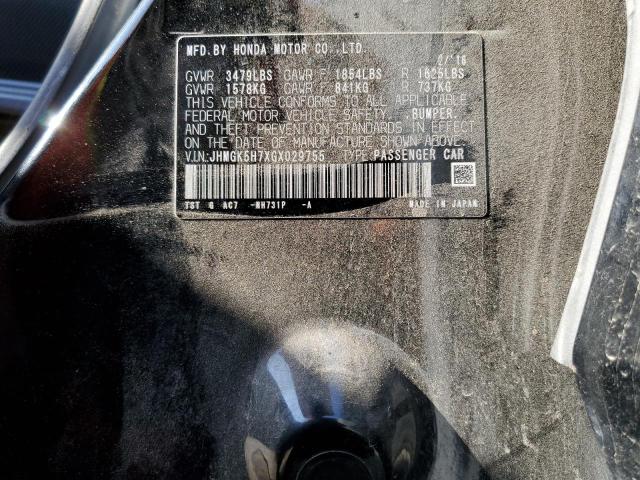 MFD.BY HONDA MOTOR CO.,LTD. /16
GVWR 3479LBS GAWR F 1854LBS R 1625LBS
GVWR 1578KG GAWR F 841KG R 737KG
THIS VEHICLE CONFORMS TO ALL APPLICABLE
FEDERAL MOTOR VEHICLE SAFETY, BUMPER,
AND THEFT PREVENTION STANDARDS IN EFFECT
ON THE DATE OF MANUFACTURE SHOWN ABOVE.
V.I.N:JHMGK5H7XGX029755 TYPE:PASSENGER CAR
TST G AC7 -NH731P -A MADE IN JAPAN